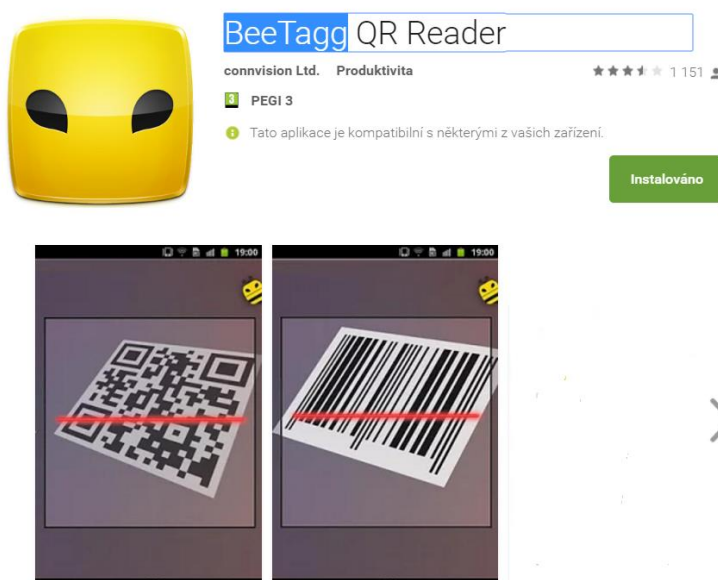 BeeTagg QR Reader
connvision Ltd. Produktivita 1 151
3 PEGI 3
Tato aplikace je kompatibilní s některými z vašich zařízení.
Instalováno
19:00 19:00